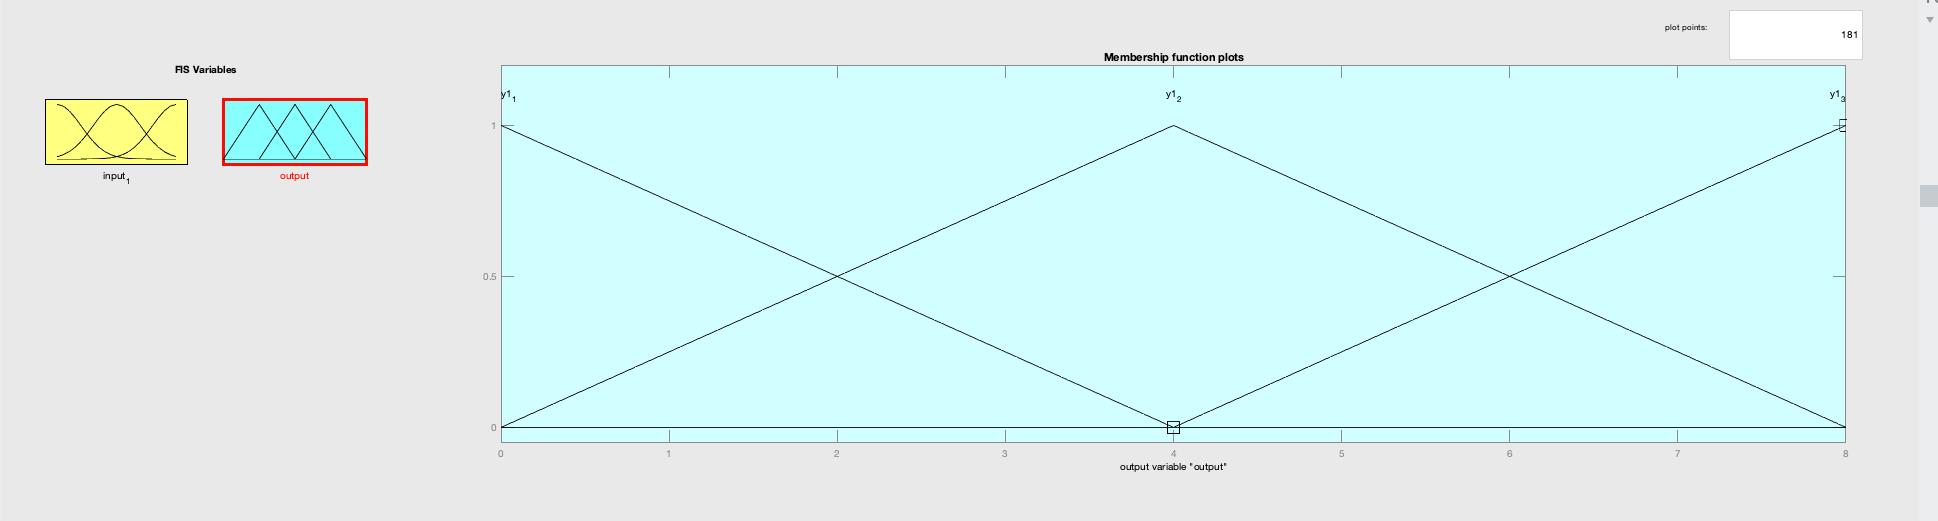 plot points:
181
FIS Variables
input1
output
Membership function plots
y11
y12
y13
1
0.5
0
0 1 2 3 4 5 6 7 8
output variable "output"